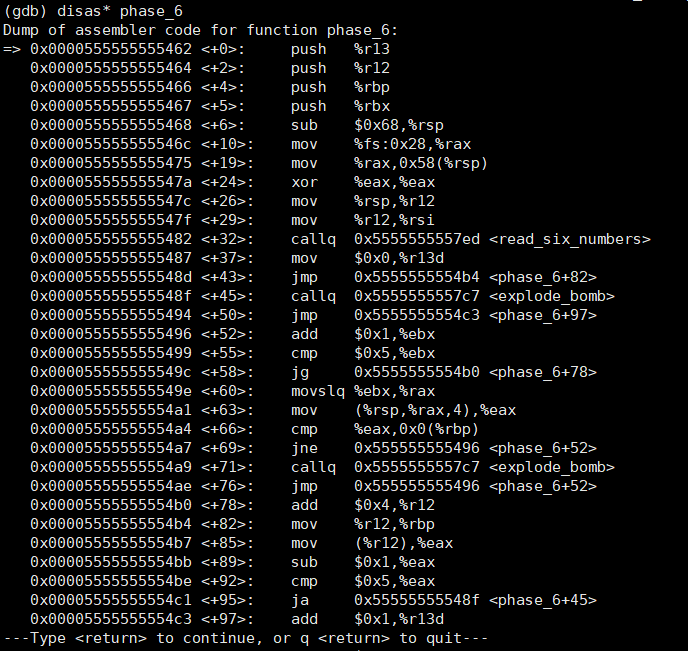 (gdb) disas* phase_6
Dump of assembler code for function phase_6:
=> 0x0000555555555462 <+0>: push %r13
0x0000555555555464 <+2>: push %r12
0x0000555555555466 <+4>: push %rbp
0x0000555555555467 <+5>: push %rbx
0x0000555555555468 <+6>: sub $0x68,%rsp
0x000055555555546c <+10>: mov %fs:0x28,%rax
0x0000555555555475 <+19>: mov %rax,0x58(%rsp)
0x000055555555547a <+24>: xor %eax,%eax
0x000055555555547c <+26>: mov %rsp,%r12
0x000055555555547f <+29>: mov %r12,%rsi
0x0000555555555482 <+32>: callq 0x5555555557ed <read_six_numbers>
0x0000555555555487 <+37>: mov $0x0,%r13d
0x000055555555548d <+43>: jmp 0x5555555554b4 <phase_6+82>
0x000055555555548f <+45>: callq 0x5555555557c7 <explode_bomb>
0x0000555555555494 <+50>: jmp 0x5555555554c3 <phase_6+97>
0x0000555555555496 <+52>: add $0x1,%ebx
0x0000555555555499 <+55>: cmp $0x5,%ebx
0x000055555555549c <+58>: jg 0x5555555554b0 <phase_6+78>
0x000055555555549e <+60>: movslq %ebx,%rax
0x00005555555554a1 <+63>: mov (%rsp,%rax,4),%eax
0x00005555555554a4 <+66>: cmp %eax,0x0(%rbp)
0x00005555555554a7 <+69>: jne 0x555555555496 <phase_6+52>
0x00005555555554a9 <+71>: callq 0x5555555557c7 <explode_bomb>
0x00005555555554ae <+76>: jmp 0x555555555496 <phase_6+52>
0x00005555555554b0 <+78>: add $0x4,%r12
0x00005555555554b4 <+82>: mov %r12,%rbp
0x00005555555554b7 <+85>: mov (%r12),%eax
0x00005555555554bb <+89>: sub $0x1,%eax
0x00005555555554be <+92>: cmp $0x5,%eax
0x00005555555554c1 <+95>: ja 0x55555555548f <phase_6+45>
0x00005555555554c3 <+97>: add $0x1,%r13d
---Type <return> to continue, or q <return> to quit---